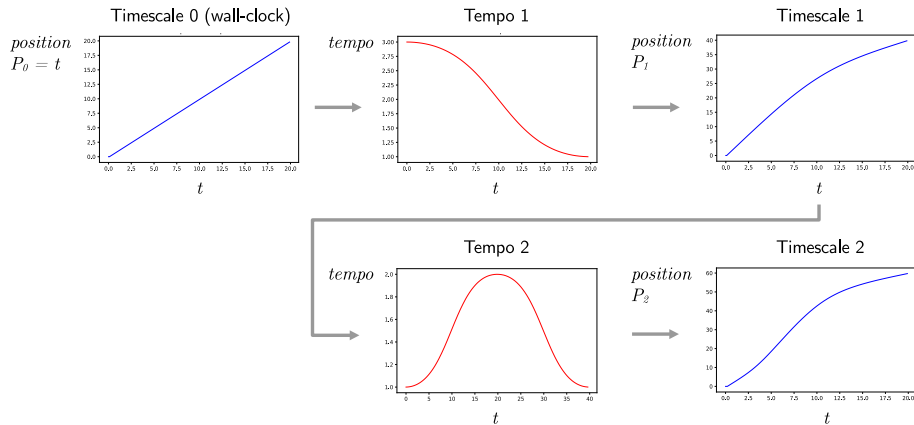 Timescale 0 (wall-clock)
position
P₀ = t
20.0
17.5
15.0
12.5
10.0
7.5
5.0
2.5
0.0
0.0 2.5 5.0 7.5 10.0 12.5 15.0 17.5 20.0
t
Tempo 1
tempo
3.00
2.75
2.50
2.25
2.00
1.75
1.50
1.25
1.00
0.0 2.5 5.0 7.5 10.0 12.5 15.0 17.5 20.0
t
Timescale 1
position
P₁
40
35
30
25
20
15
10
5
0
0.0 2.5 5.0 7.5 10.0 12.5 15.0 17.5 20.0
t
Tempo 2
tempo
2.0
1.8
1.6
1.4
1.2
1.0
0 5 10 15 20 25 30 35 40
t
Timescale 2
position
P₂
60
50
40
30
20
10
0
0.0 2.5 5.0 7.5 10.0 12.5 15.0 17.5 20.0
t